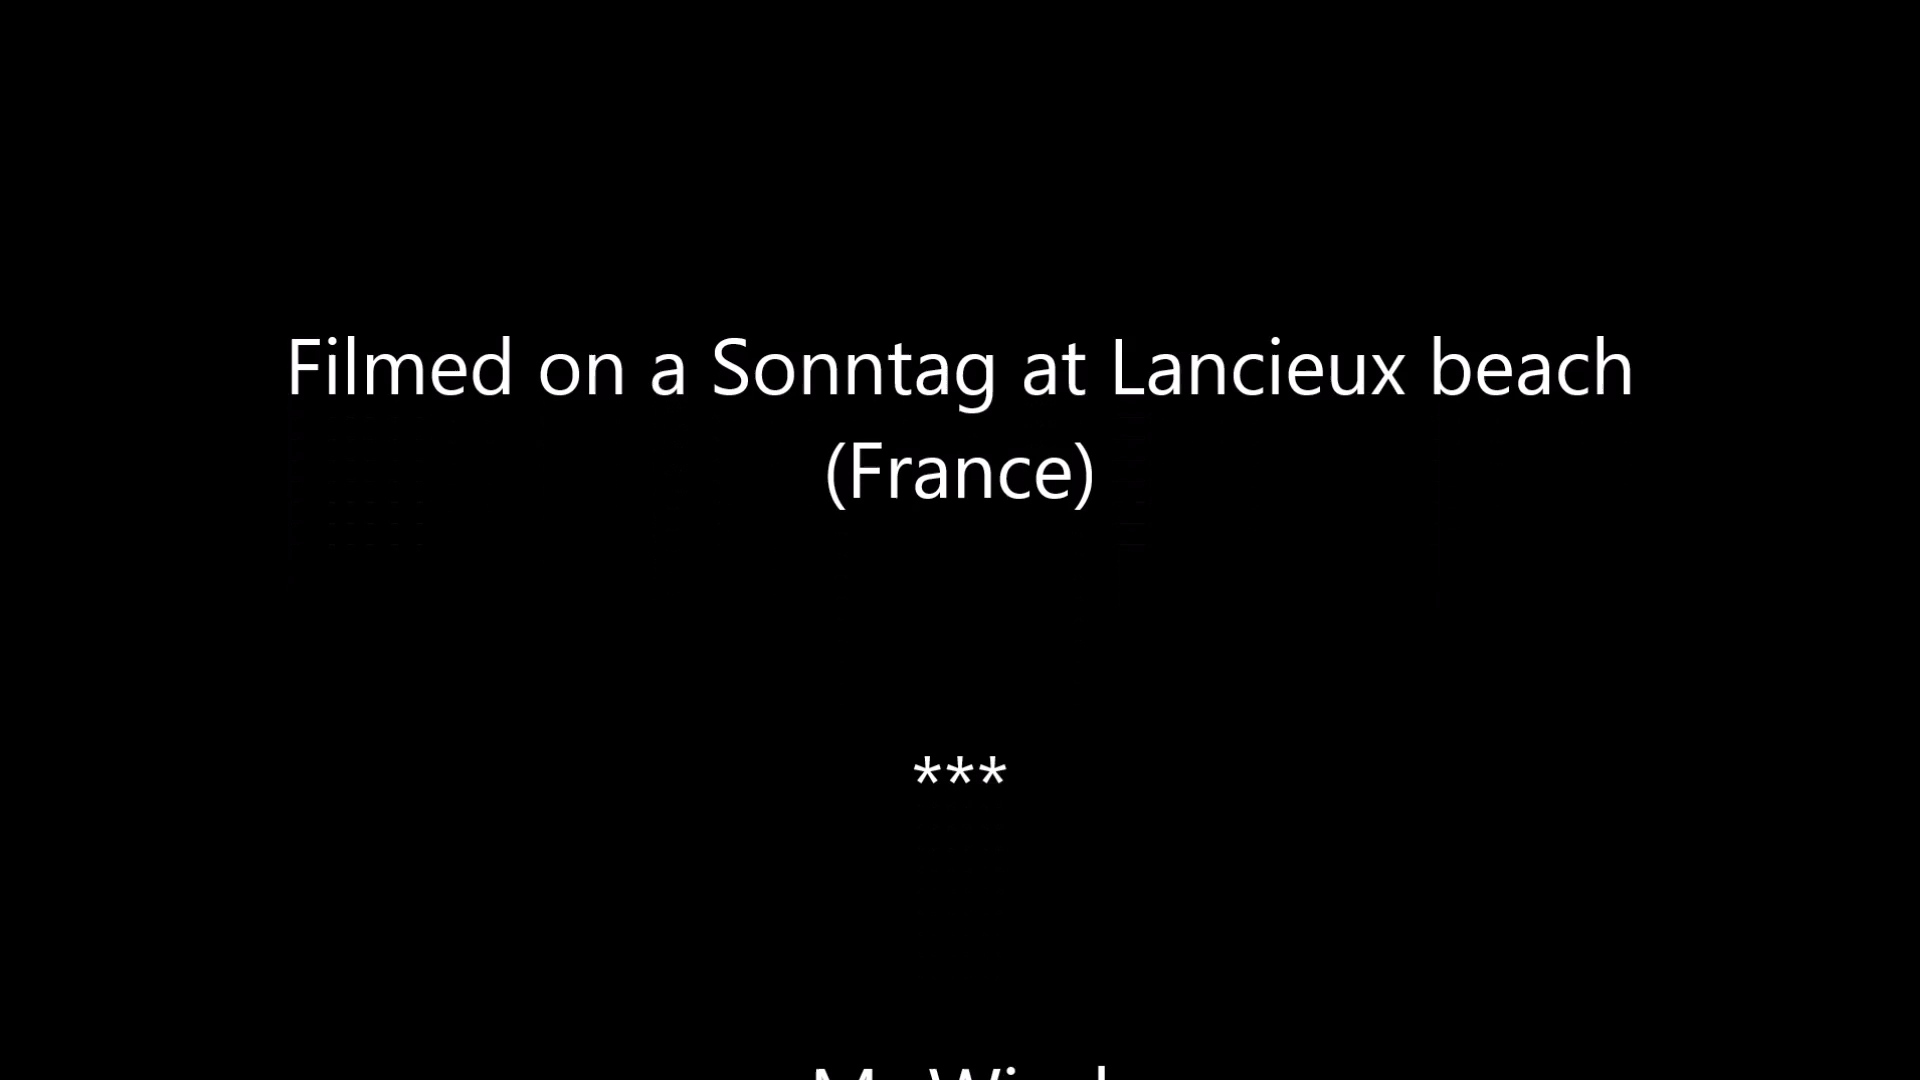 Filmed on a Sonntag at Lancieux beach
(France)
***